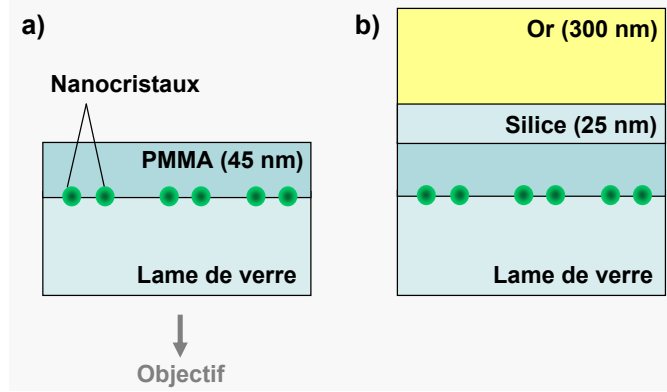 a)
Nanocristaux
PMMA (45 nm)
Lame de verre
Objectif
b)
Or (300 nm)
Silice (25 nm)
Lame de verre